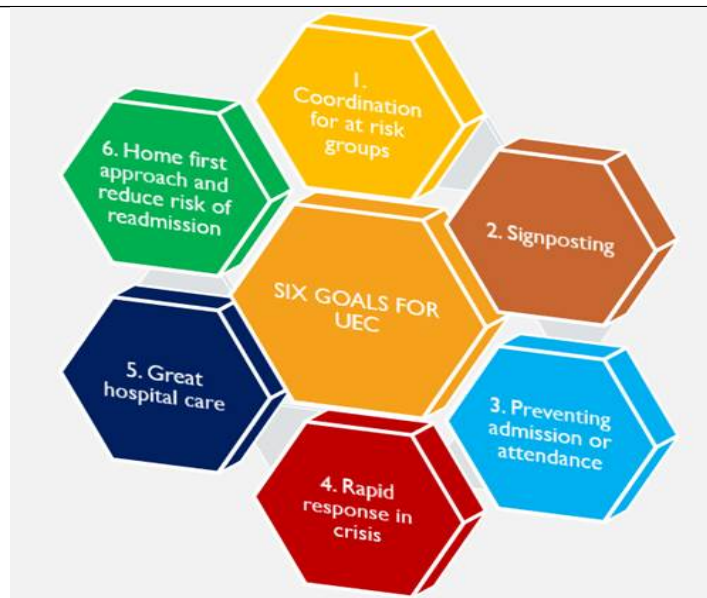 1.
Coordination
for at risk
groups
2. Signposting
3. Preventing
admission or
attendance
4. Rapid
response in
crisis
5. Great
hospital care
6. Home first
approach and
reduce risk of
readmission
SIX GOALS FOR
UEC